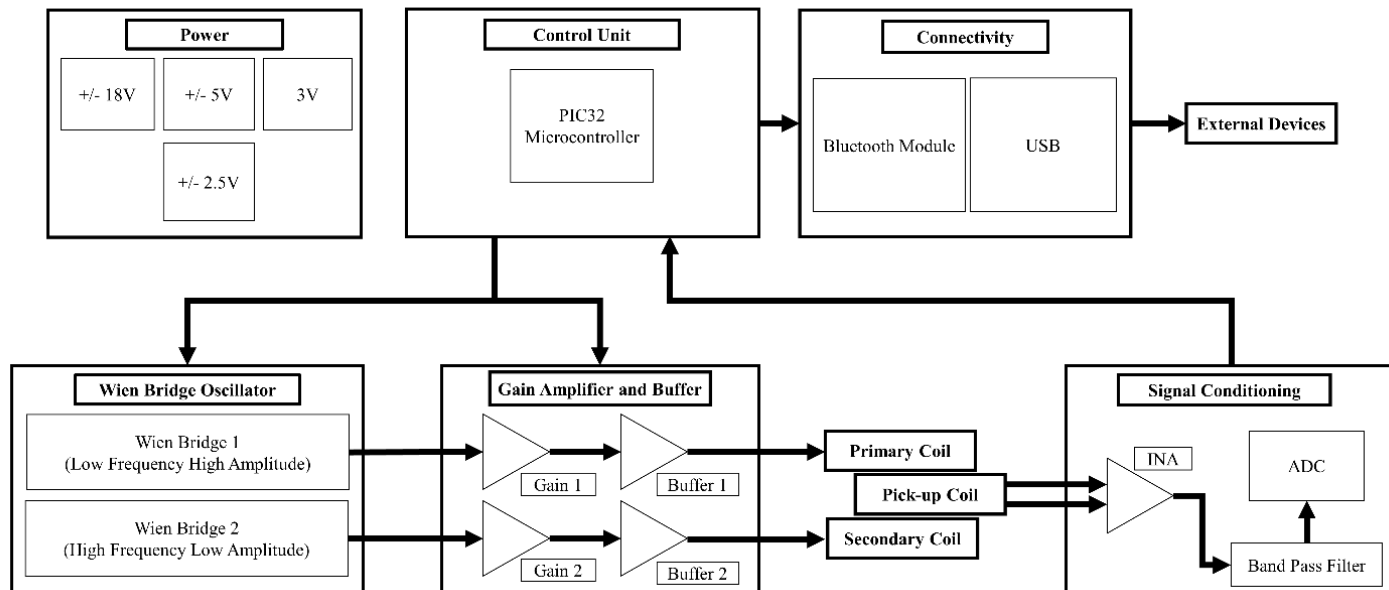 Power
+/- 18V
+/- 5V
3V
+/- 2.5V
Control Unit
PIC32
Microcontroller
Connectivity
Bluetooth Module
USB
External Devices
Wien Bridge Oscillator
Wien Bridge 1
(Low Frequency High Amplitude)
Wien Bridge 2
(High Frequency Low Amplitude)
Gain Amplifier and Buffer
Gain 1
Buffer 1
Gain 2
Buffer 2
Primary Coil
Pick-up Coil
Secondary Coil
Signal Conditioning
INA
ADC
Band Pass Filter